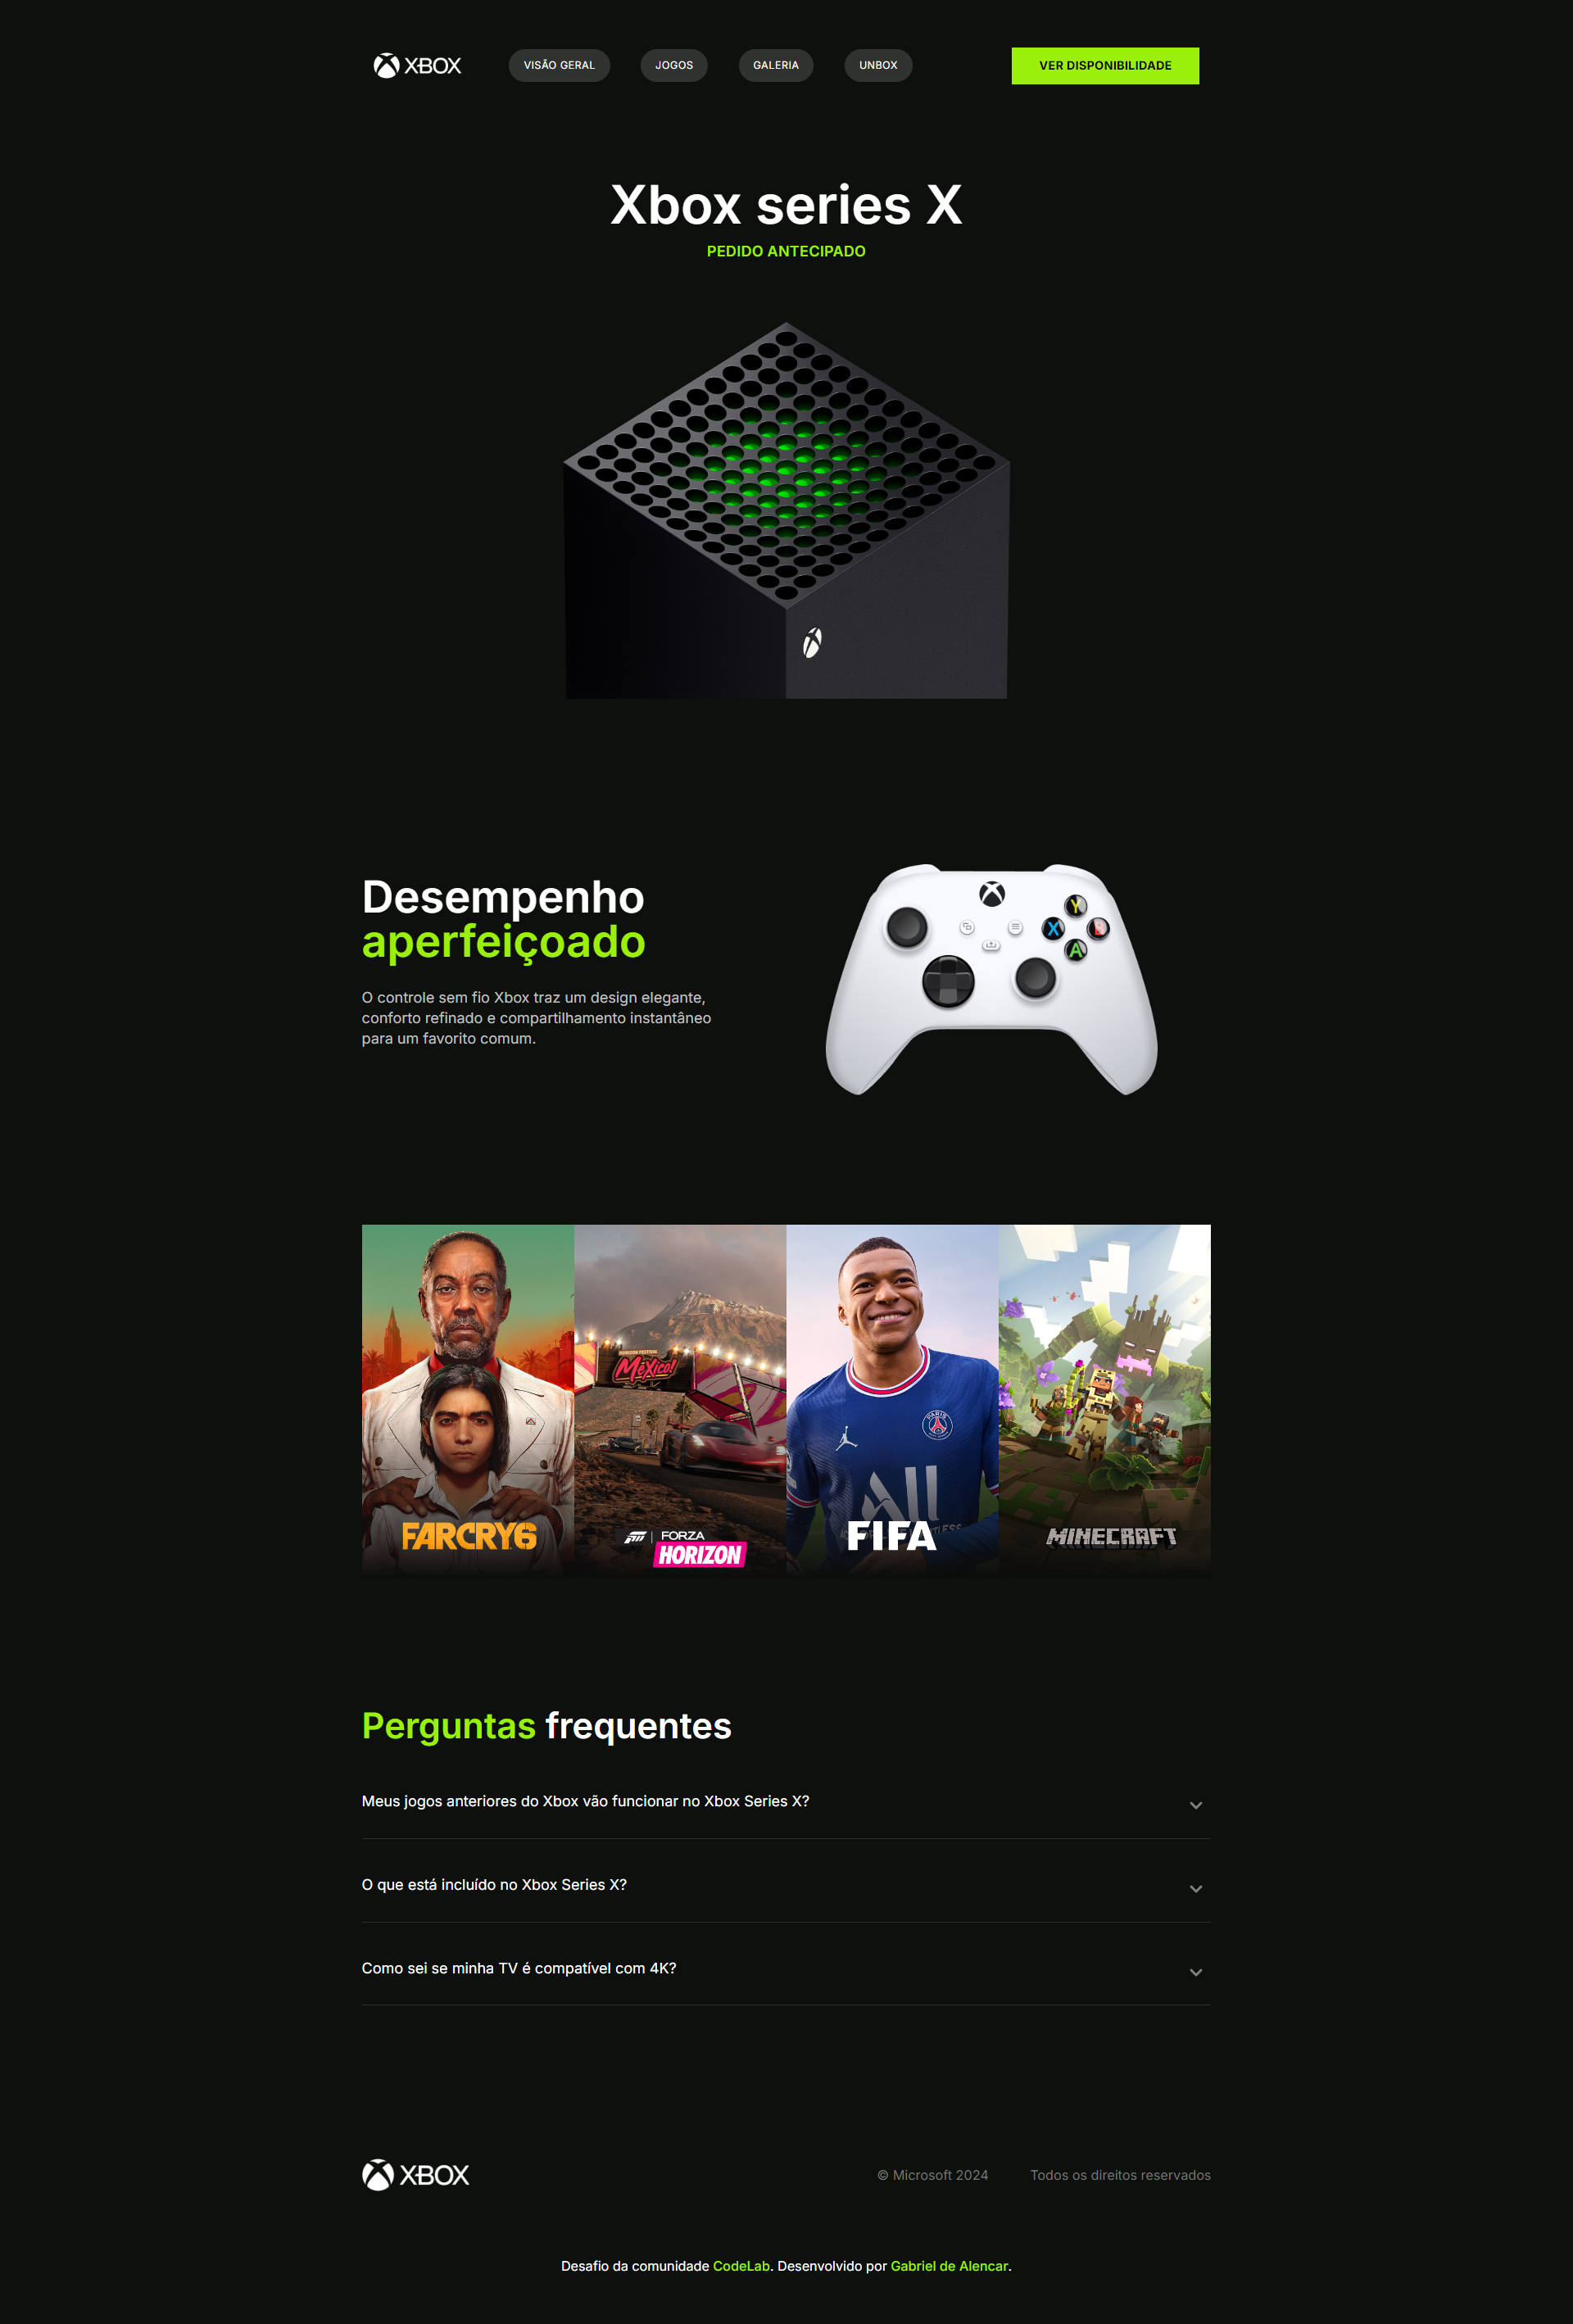 XBOX
VISÃO GERAL
JOGOS
GALERIA
UNBOX
VER DISPONIBILIDADE
Xbox series X
PEDIDO ANTECIPADO
Desempenho
aperfeiçoado
O controle sem fio Xbox traz um design elegante,
conforto refinado e compartilhamento instantâneo
para um favorito comum.
Y
X
B
A
HORIZON FESTIVAL
MéXico!
PARIS
All
FARCRY6
FORZA
HORIZON
FIFA
MINECRAFT
Perguntas frequentes
Meus jogos anteriores do Xbox vão funcionar no Xbox Series X?
O que está incluído no Xbox Series X?
Como sei se minha TV é compatível com 4K?
XBOX
© Microsoft 2024
Todos os direitos reservados
Desafio da comunidade CodeLab. Desenvolvido por Gabriel de Alencar.